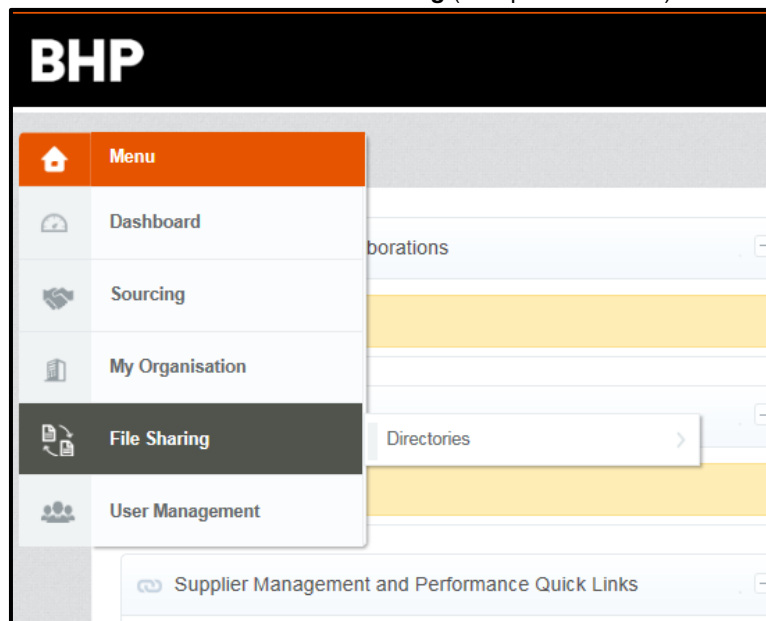 BHP
Menu
Dashboard
borations
Sourcing
My Organisation
File Sharing
Directories
User Management
Supplier Management and Performance Quick Links